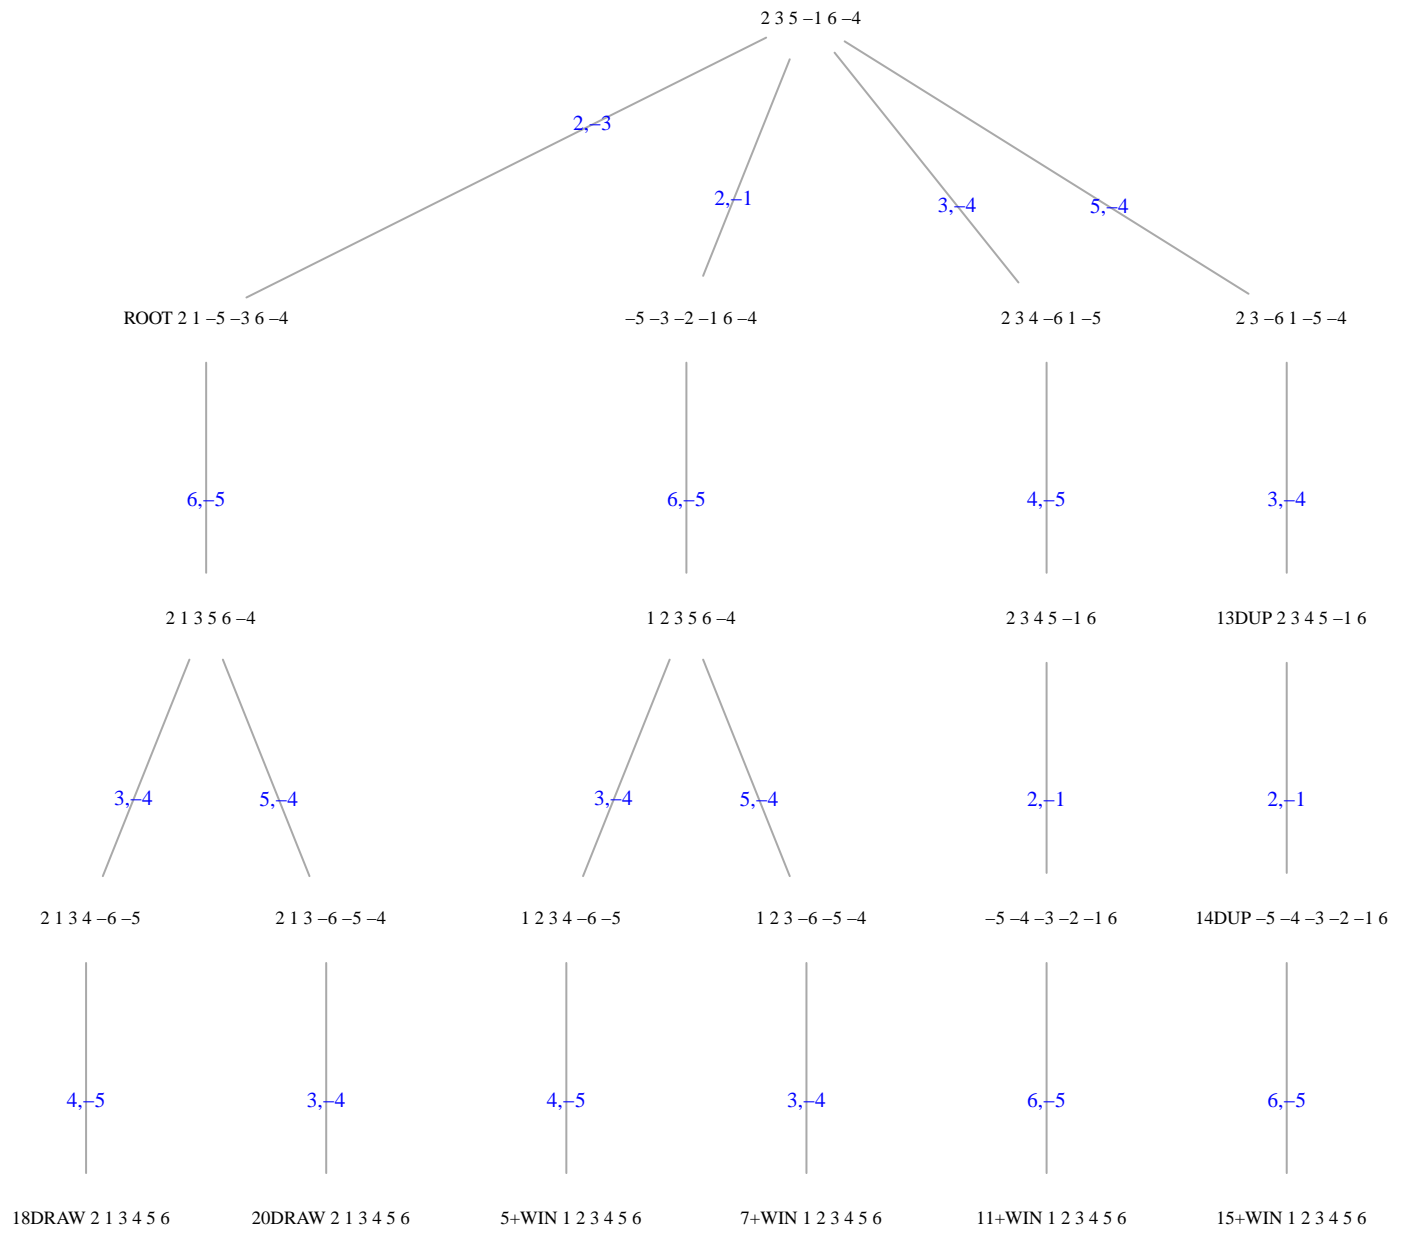 2 3 5 –1 6 –4
2,–3
2,–1
3,–4
5,–4
ROOT 2 1 –5 –3 6 –4
–5 –3 –2 –1 6 –4
2 3 4 –6 1 –5
2 3 –6 1 –5 –4
6,–5
6,–5
4,–5
3,–4
2 1 3 5 6 –4
1 2 3 5 6 –4
2 3 4 5 –1 6
13DUP 2 3 4 5 –1 6
3,–4
5,–4
3,–4
5,–4
2,–1
2,–1
2 1 3 4 –6 –5
2 1 3 –6 –5 –4
1 2 3 4 –6 –5
1 2 3 –6 –5 –4
–5 –4 –3 –2 –1 6
14DUP –5 –4 –3 –2 –1 6
4,–5
3,–4
4,–5
3,–4
6,–5
6,–5
18DRAW 2 1 3 4 5 6
20DRAW 2 1 3 4 5 6
5+WIN 1 2 3 4 5 6
7+WIN 1 2 3 4 5 6
11+WIN 1 2 3 4 5 6
15+WIN 1 2 3 4 5 6